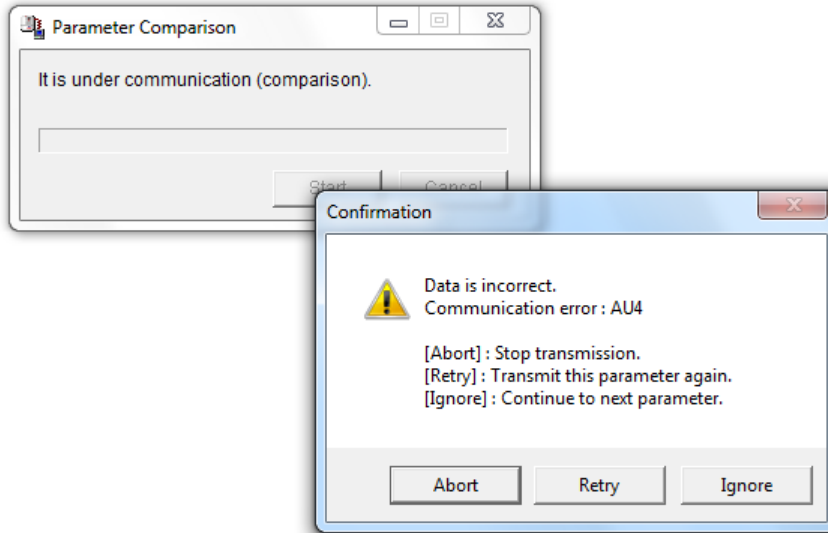 Parameter Comparison
It is under communication (comparison).
Start Cancel
Confirmation
Data is incorrect.
Communication error : AU4
[Abort] : Stop transmission.
[Retry] : Transmit this parameter again.
[Ignore] : Continue to next parameter.
Abort Retry Ignore